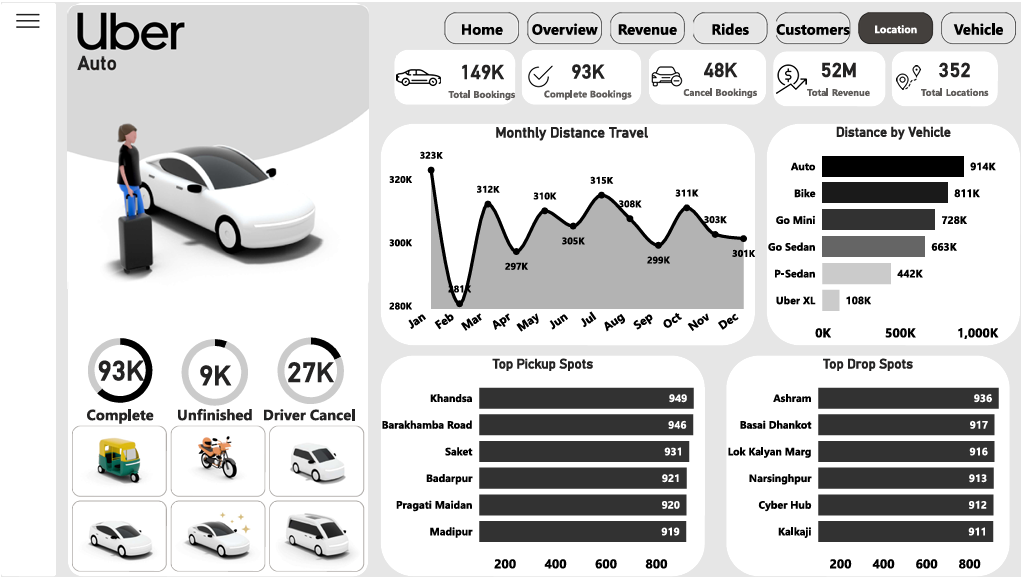 Uber
Auto
Home
Overview
Revenue
Rides
Customers
Location
Vehicle
149K
Total Bookings
93K
Complete Bookings
48K
Cancel Bookings
52M
Total Revenue
352
Total Locations
Monthly Distance Travel
320K
300K
280K
323K
281K
312K
297K
310K
305K
315K
308K
299K
311K
303K
301K
Jan
Feb
Mar
Apr
May
Jun
Jul
Aug
Sep
Oct
Nov
Dec
Distance by Vehicle
Auto 914K
Bike 811K
Go Mini 728K
Go Sedan 663K
P-Sedan 442K
Uber XL 108K
0K 500K 1,000K
93K
Complete
9K
Unfinished
27K
Driver Cancel
Top Pickup Spots
Khandsa 949
Barakhamba Road 946
Saket 931
Badarpur 921
Pragati Maidan 920
Madipur 919
200 400 600 800
Top Drop Spots
Ashram 936
Basai Dhankot 917
Lok Kalyan Marg 916
Narsinghpur 913
Cyber Hub 912
Kalkaji 911
200 400 600 800